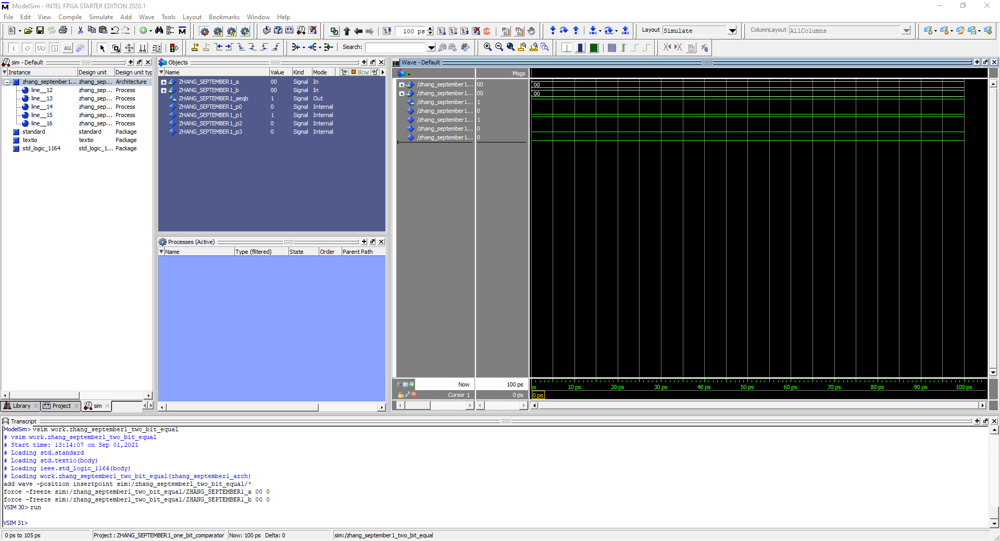 ModelSim - INTEL FPGA STARTER EDITION 2020.1
File Edit View Compile Simulate Add Wave Tools Layout Bookmarks Window Help
100 ps Layout Simulate ColumnLayout AllColumns
Search:
sim - Default
Instance Design unit Design unit typ
zhang_september1... zhang_sep... Architecture
line__12 zhang_sep... Process
line__13 zhang_sep... Process
line__14 zhang_sep... Process
line__15 zhang_sep... Process
line__16 zhang_sep... Process
standard standard Package
textio textio Package
std_logic_1164 std_logic_1... Package
Library Project sim
Objects
Name Value Kind Mode Now
ZHANG_SEPTEMBER1_a 00 Signal In
ZHANG_SEPTEMBER1_b 00 Signal In
ZHANG_SEPTEMBER1_aeqb 1 Signal Out
ZHANG_SEPTEMBER1_p0 0 Signal Internal
ZHANG_SEPTEMBER1_p1 1 Signal Internal
ZHANG_SEPTEMBER1_p2 0 Signal Internal
ZHANG_SEPTEMBER1_p3 0 Signal Internal
Processes (Active)
Name Type (filtered) State Order Parent Path
Wave - Default
Msgs
/zhang_september1... 00 00
/zhang_september1... 00 00
/zhang_september1... 1
/zhang_september1... 0
/zhang_september1... 1
/zhang_september1... 0
/zhang_september1... 0
Now 100 ps ps 10 ps 20 ps 30 ps 40 ps 50 ps 60 ps 70 ps 80 ps 90 ps 100 ps
Cursor 1 0 ps 0 ps
Transcript
ModelSim> vsim work.zhang_september1_two_bit_equal
# vsim work.zhang_september1_two_bit_equal
# Start time: 13:14:07 on Sep 01,2021
# Loading std.standard
# Loading std.textio(body)
# Loading ieee.std_logic_1164(body)
# Loading work.zhang_september1_two_bit_equal(zhang_september1_arch)
add wave -position insertpoint sim:/zhang_september1_two_bit_equal/*
force -freeze sim:/zhang_september1_two_bit_equal/ZHANG_SEPTEMBER1_a 00 0
force -freeze sim:/zhang_september1_two_bit_equal/ZHANG_SEPTEMBER1_b 00 0
VSIM 30> run
VSIM 31>
0 ps to 105 ps Project : ZHANG_SEPTEMBER1_one_bit_comparator Now: 100 ps Delta: 0 sim:/zhang_september1_two_bit_equal